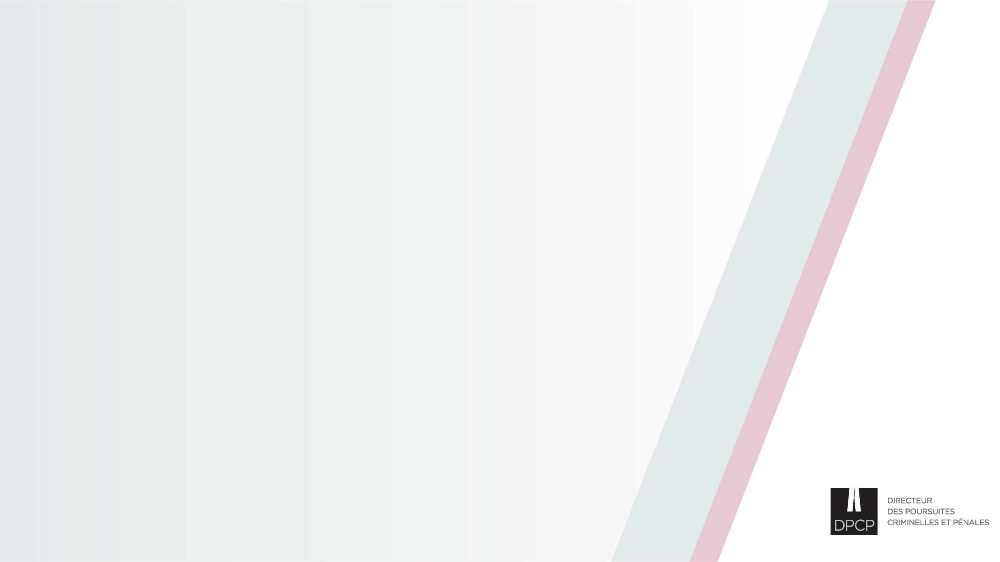 DPCP
DIRECTEUR
DES POURSUITES
CRIMINELLES ET PÉNALES